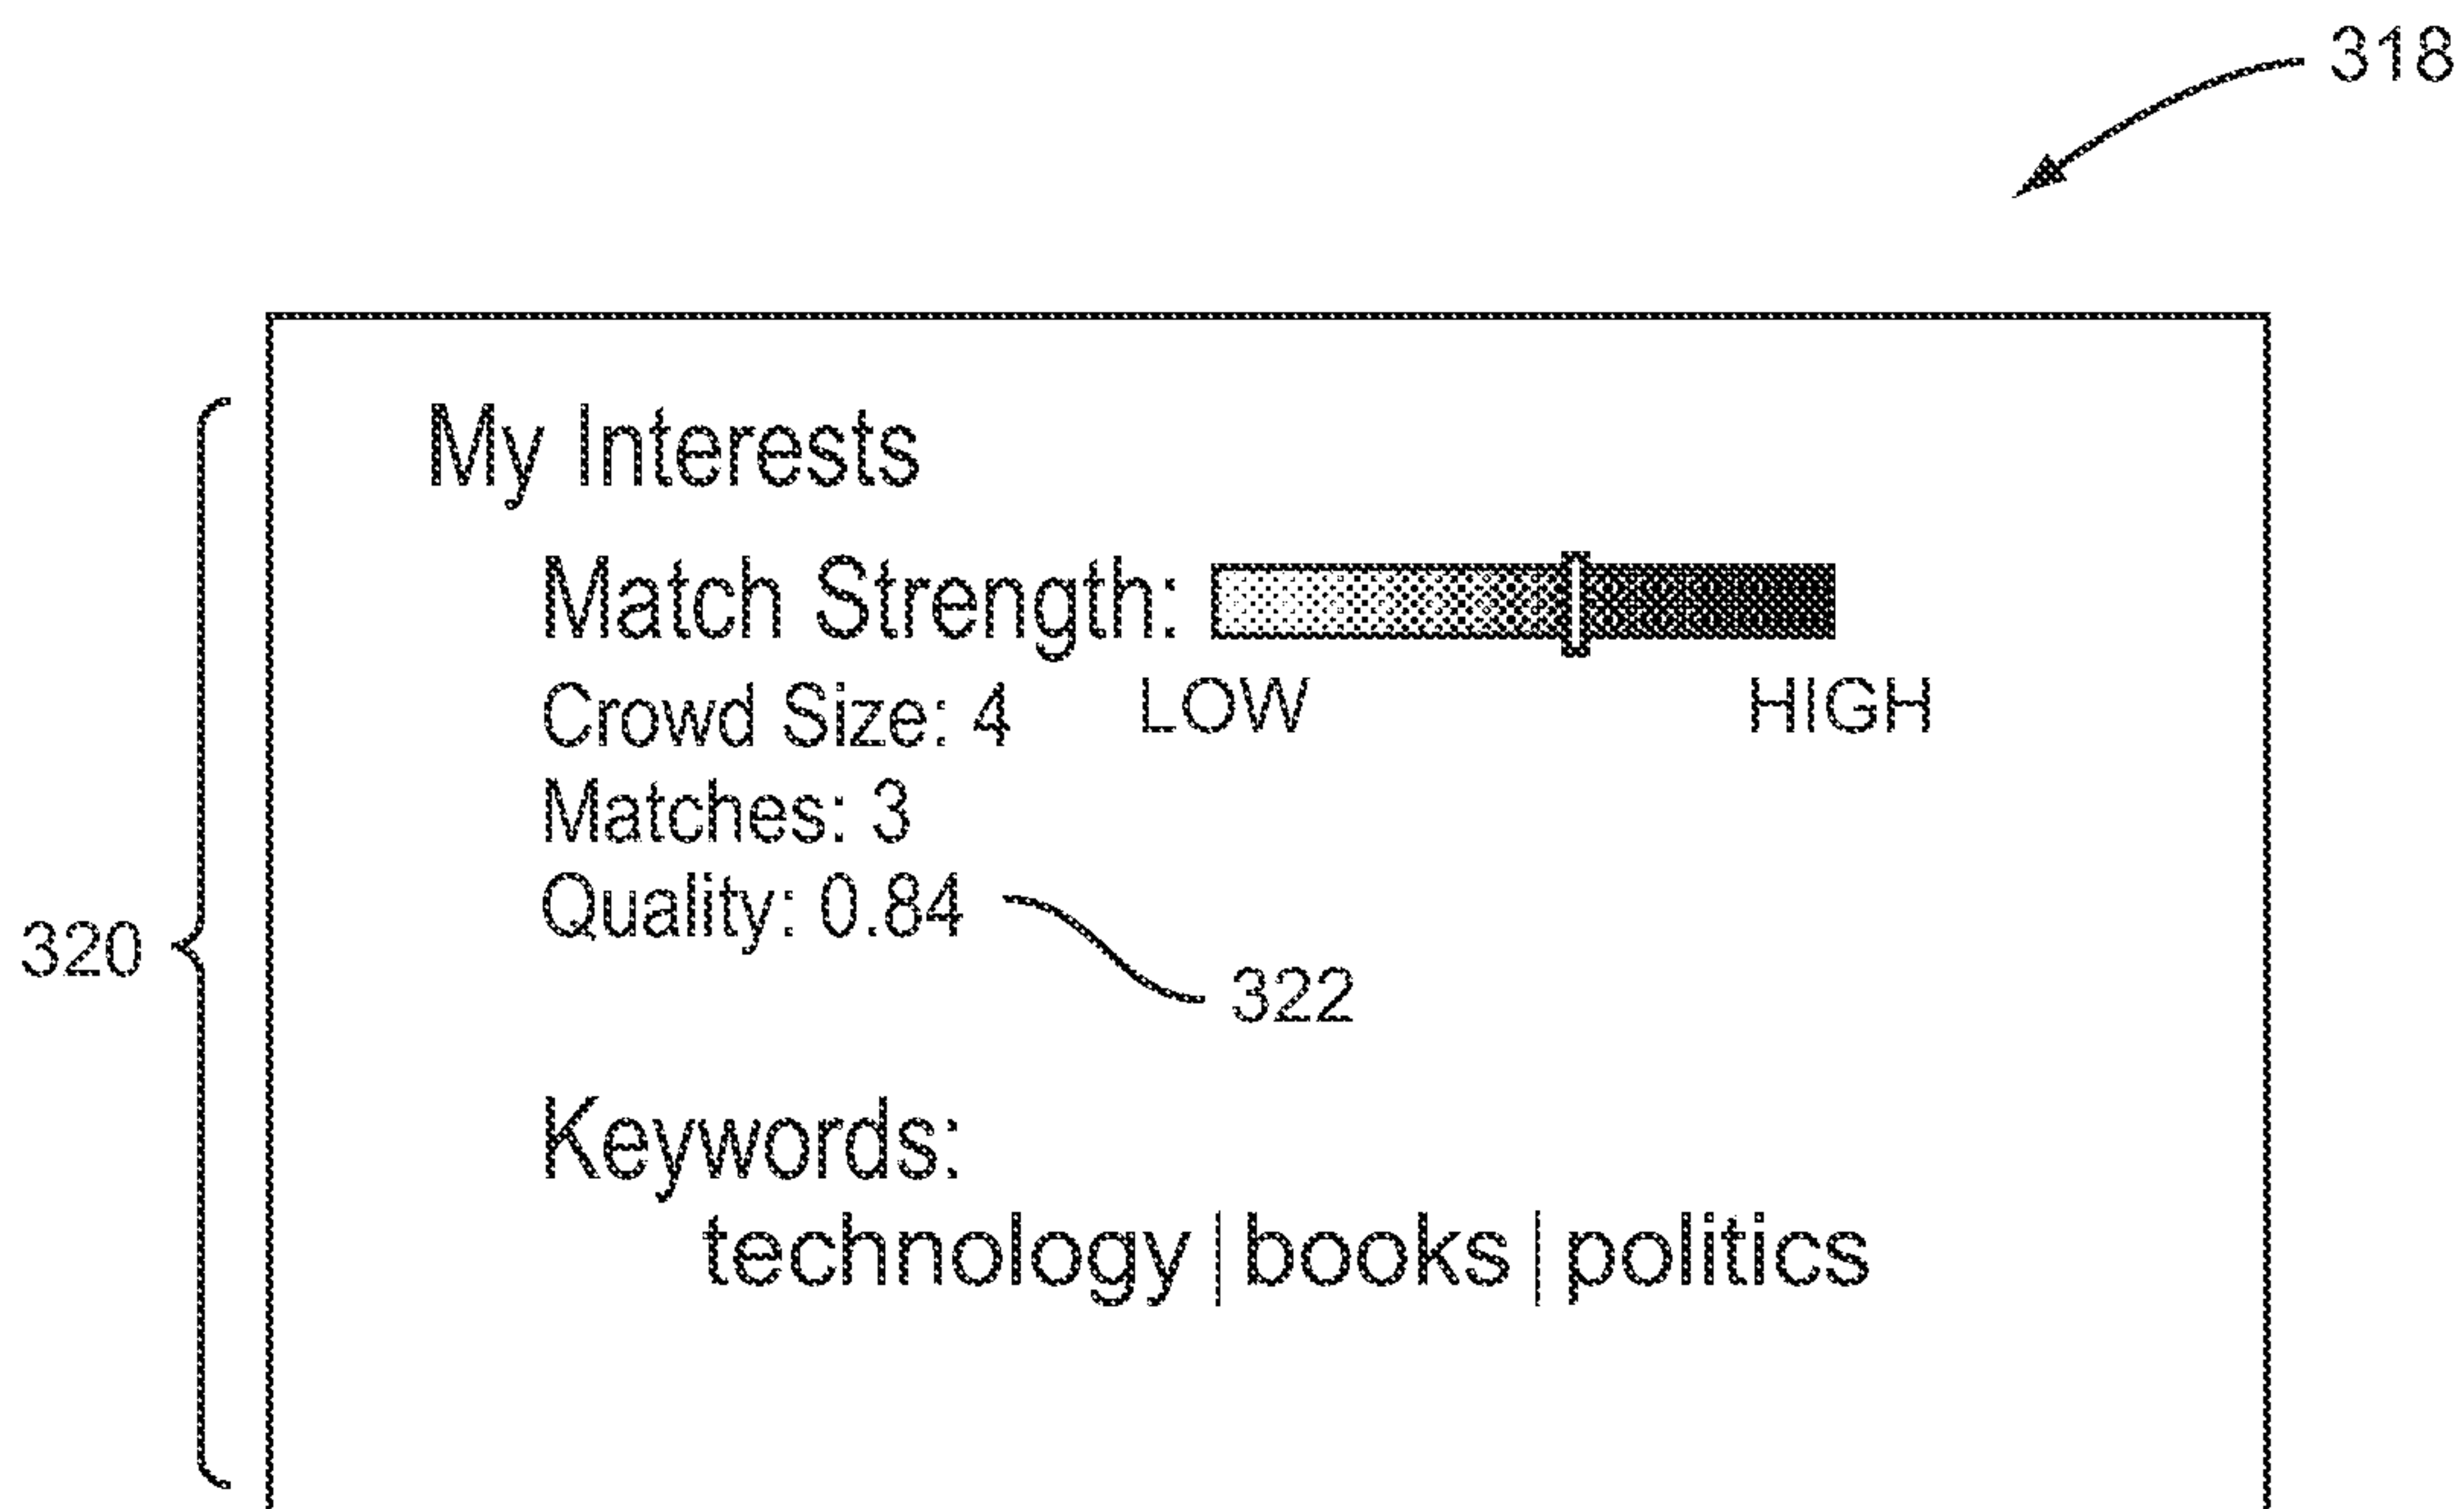 318
My Interests
Match Strength:
LOW HIGH
Crowd Size: 4
Matches: 3
Quality: 0.84
320
322
Keywords:
technology | books | politics